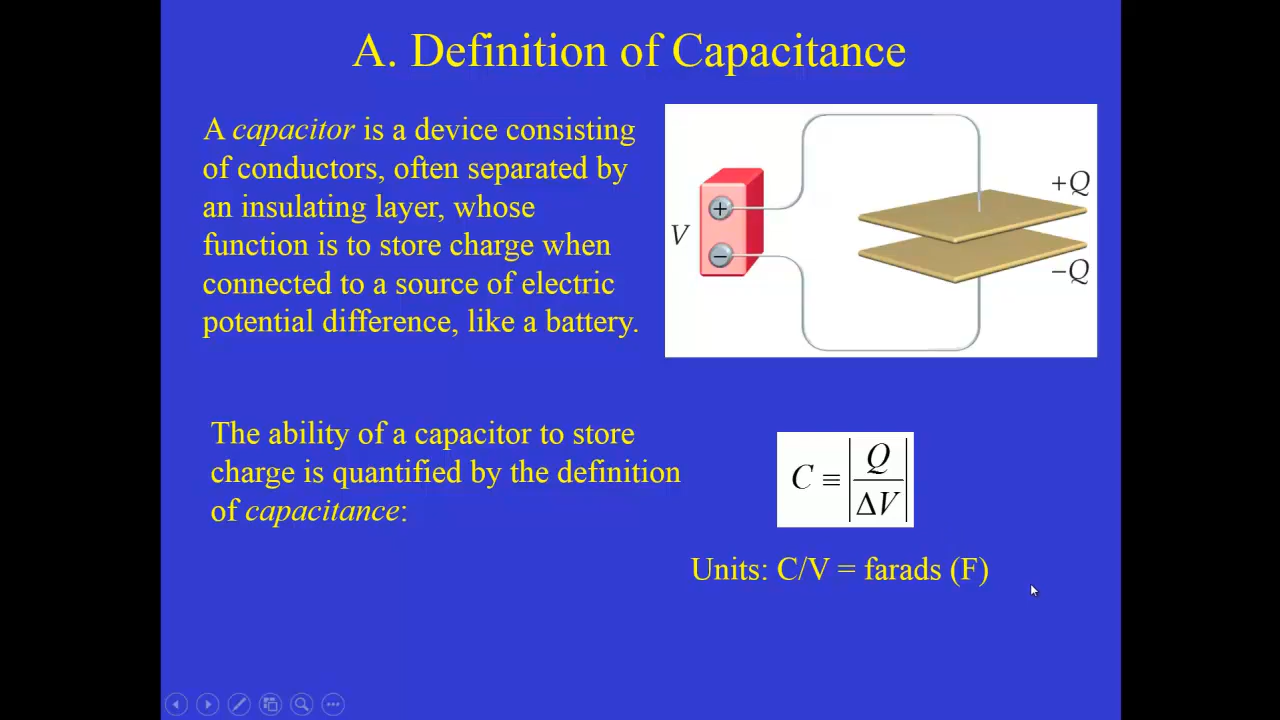 A. Definition of Capacitance
A capacitor is a device consisting
of conductors, often separated by
an insulating layer, whose
function is to store charge when
connected to a source of electric
potential difference, like a battery.
+Q
+
V
−
−Q
The ability of a capacitor to store
charge is quantified by the definition
of capacitance:
C ≡ |Q/ΔV|
Units: C/V = farads (F)